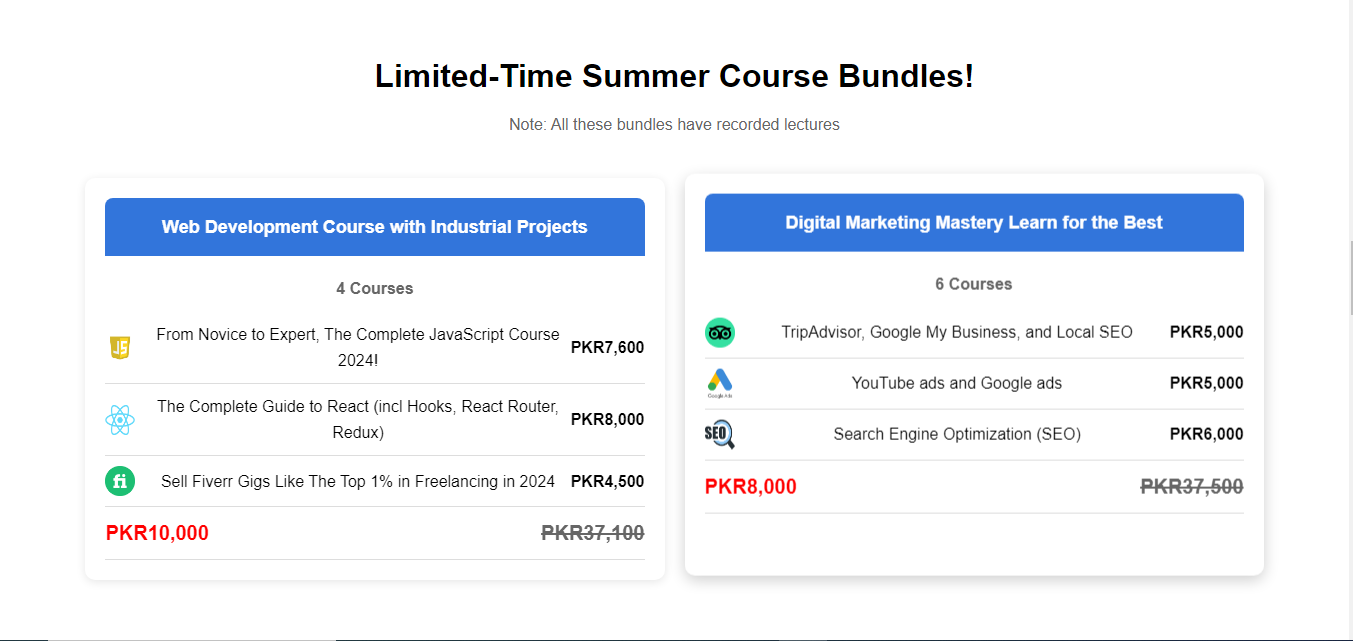 Limited-Time Summer Course Bundles!
Note: All these bundles have recorded lectures
Web Development Course with Industrial Projects
4 Courses
JS
From Novice to Expert, The Complete JavaScript Course
2024!
PKR7,600
The Complete Guide to React (incl Hooks, React Router,
Redux)
PKR8,000
fi
Sell Fiverr Gigs Like The Top 1% in Freelancing in 2024
PKR4,500
PKR10,000
PKR37,100
Digital Marketing Mastery Learn for the Best
6 Courses
TripAdvisor, Google My Business, and Local SEO
PKR5,000
Google Ads
YouTube ads and Google ads
PKR5,000
SEO
Search Engine Optimization (SEO)
PKR6,000
PKR8,000
PKR37,500